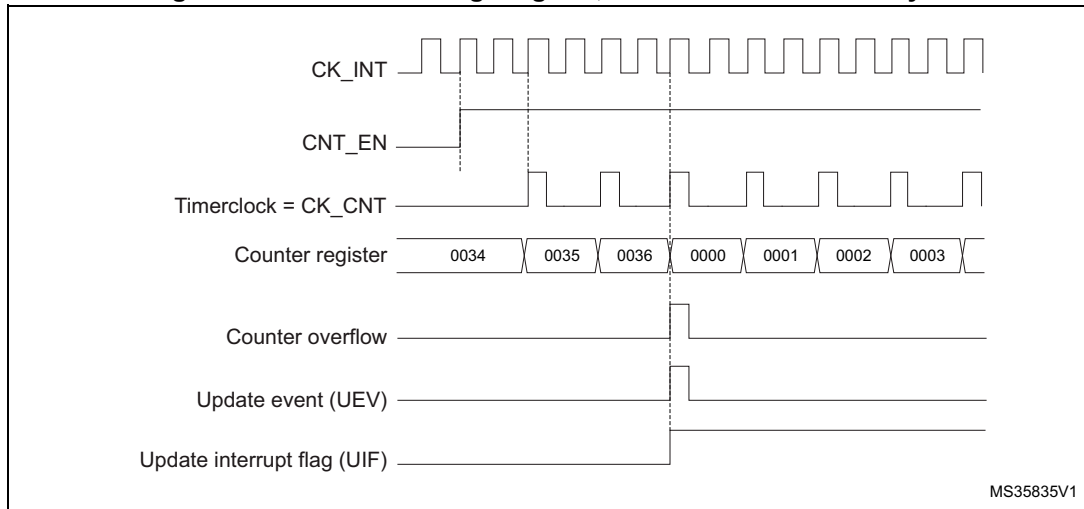 CK_INT
CNT_EN
Timerclock = CK_CNT
Counter register 0034 0035 0036 0000 0001 0002 0003
Counter overflow
Update event (UEV)
Update interrupt flag (UIF)
MS35835V1